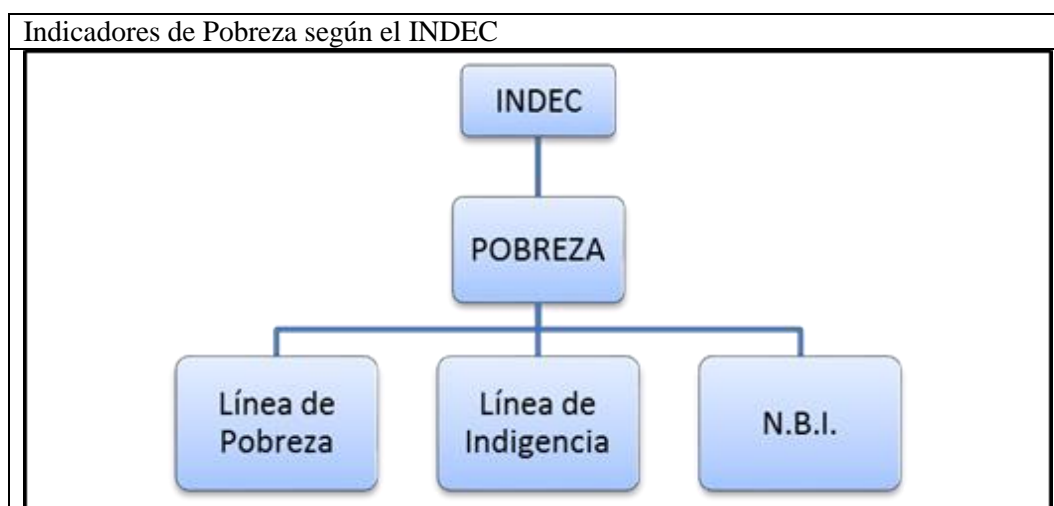 Indicadores de Pobreza según el INDEC
INDEC
POBREZA
Línea de
Pobreza
Línea de
Indigencia
N.B.I.